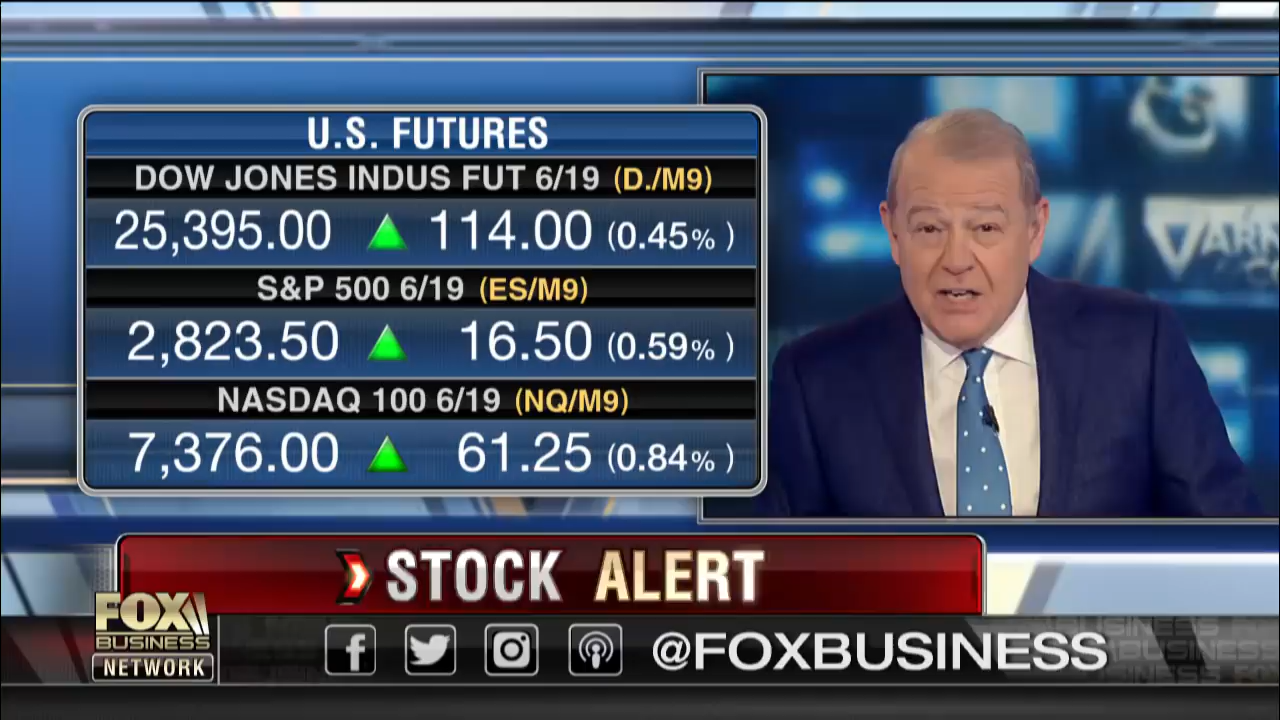 U.S. FUTURES
DOW JONES INDUS FUT 6/19 (D./M9)
25,395.00 ▲ 114.00 (0.45% )
S&P 500 6/19 (ES/M9)
2,823.50 ▲ 16.50 (0.59% )
NASDAQ 100 6/19 (NQ/M9)
7,376.00 ▲ 61.25 (0.84% )
STOCK ALERT
FOX
BUSINESS
NETWORK
@FOXBUSINESS